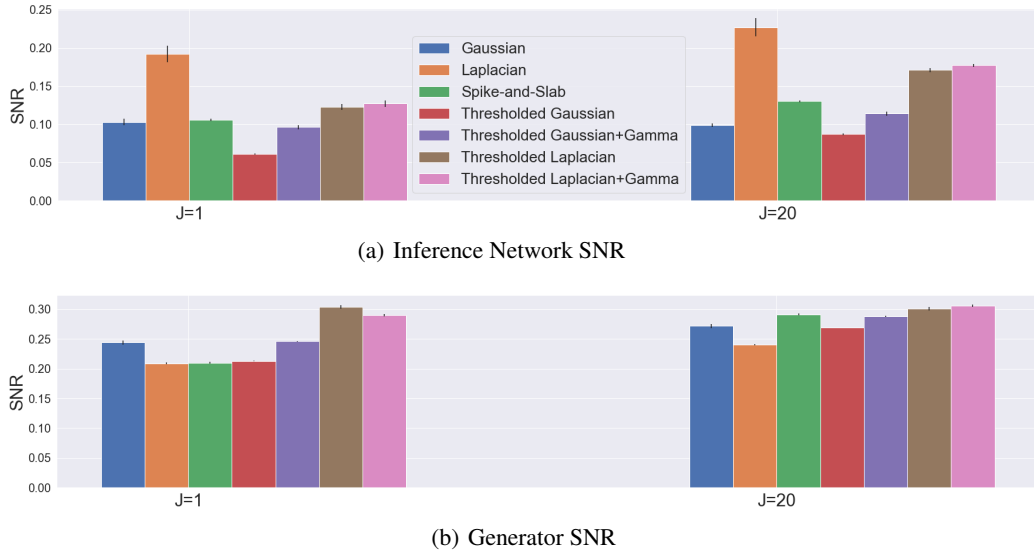 0.25
0.20
0.15
0.10
0.05
0.00
SNR
Gaussian
Laplacian
Spike-and-Slab
Thresholded Gaussian
Thresholded Gaussian+Gamma
Thresholded Laplacian
Thresholded Laplacian+Gamma
J=1
J=20
(a) Inference Network SNR
0.30
0.25
0.20
0.15
0.10
0.05
0.00
SNR
J=1
J=20
(b) Generator SNR